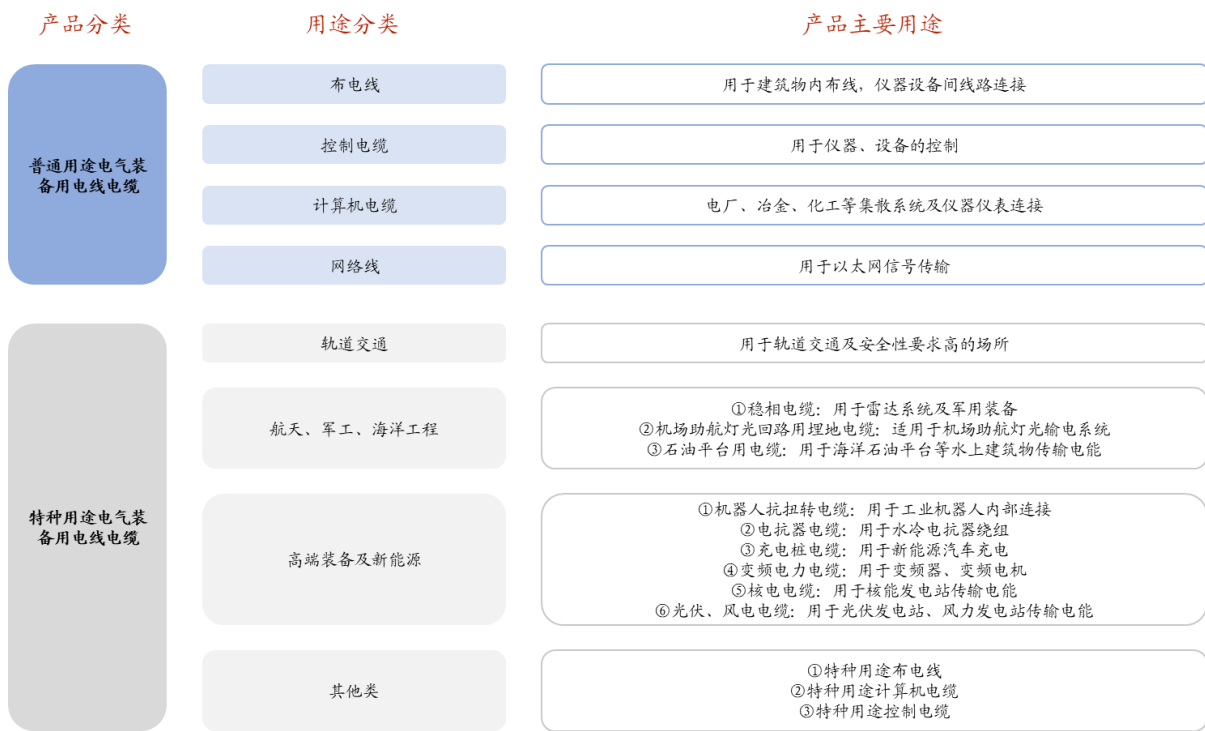 产品分类
用途分类
产品主要用途
普通用途电气装
备用电线电缆
布电线
用于建筑物内布线，仪器设备间线路连接
控制电缆
用于仪器、设备的控制
计算机电缆
电厂、冶金、化工等集散系统及仪器仪表连接
网络线
用于以太网信号传输
特种用途电气装
备用电线电缆
轨道交通
用于轨道交通及安全性要求高的场所
航天、军工、海洋工程
①稳相电缆：用于雷达系统及军用装备
②机场助航灯光回路用埋地电缆：适用于机场助航灯光输电系统
③石油平台用电缆：用于海洋石油平台等水上建筑物传输电能
高端装备及新能源
①机器人抗扭转电缆：用于工业机器人内部连接
②电抗器电缆：用于水冷电抗器绕组
③充电桩电缆：用于新能源汽车充电
④变频电力电缆：用于变频器、变频电机
⑤核电电缆：用于核能发电站传输电能
⑥光伏、风电电缆：用于光伏发电站、风力发电站传输电能
其他类
①特种用途布电线
②特种用途计算机电缆
③特种用途控制电缆